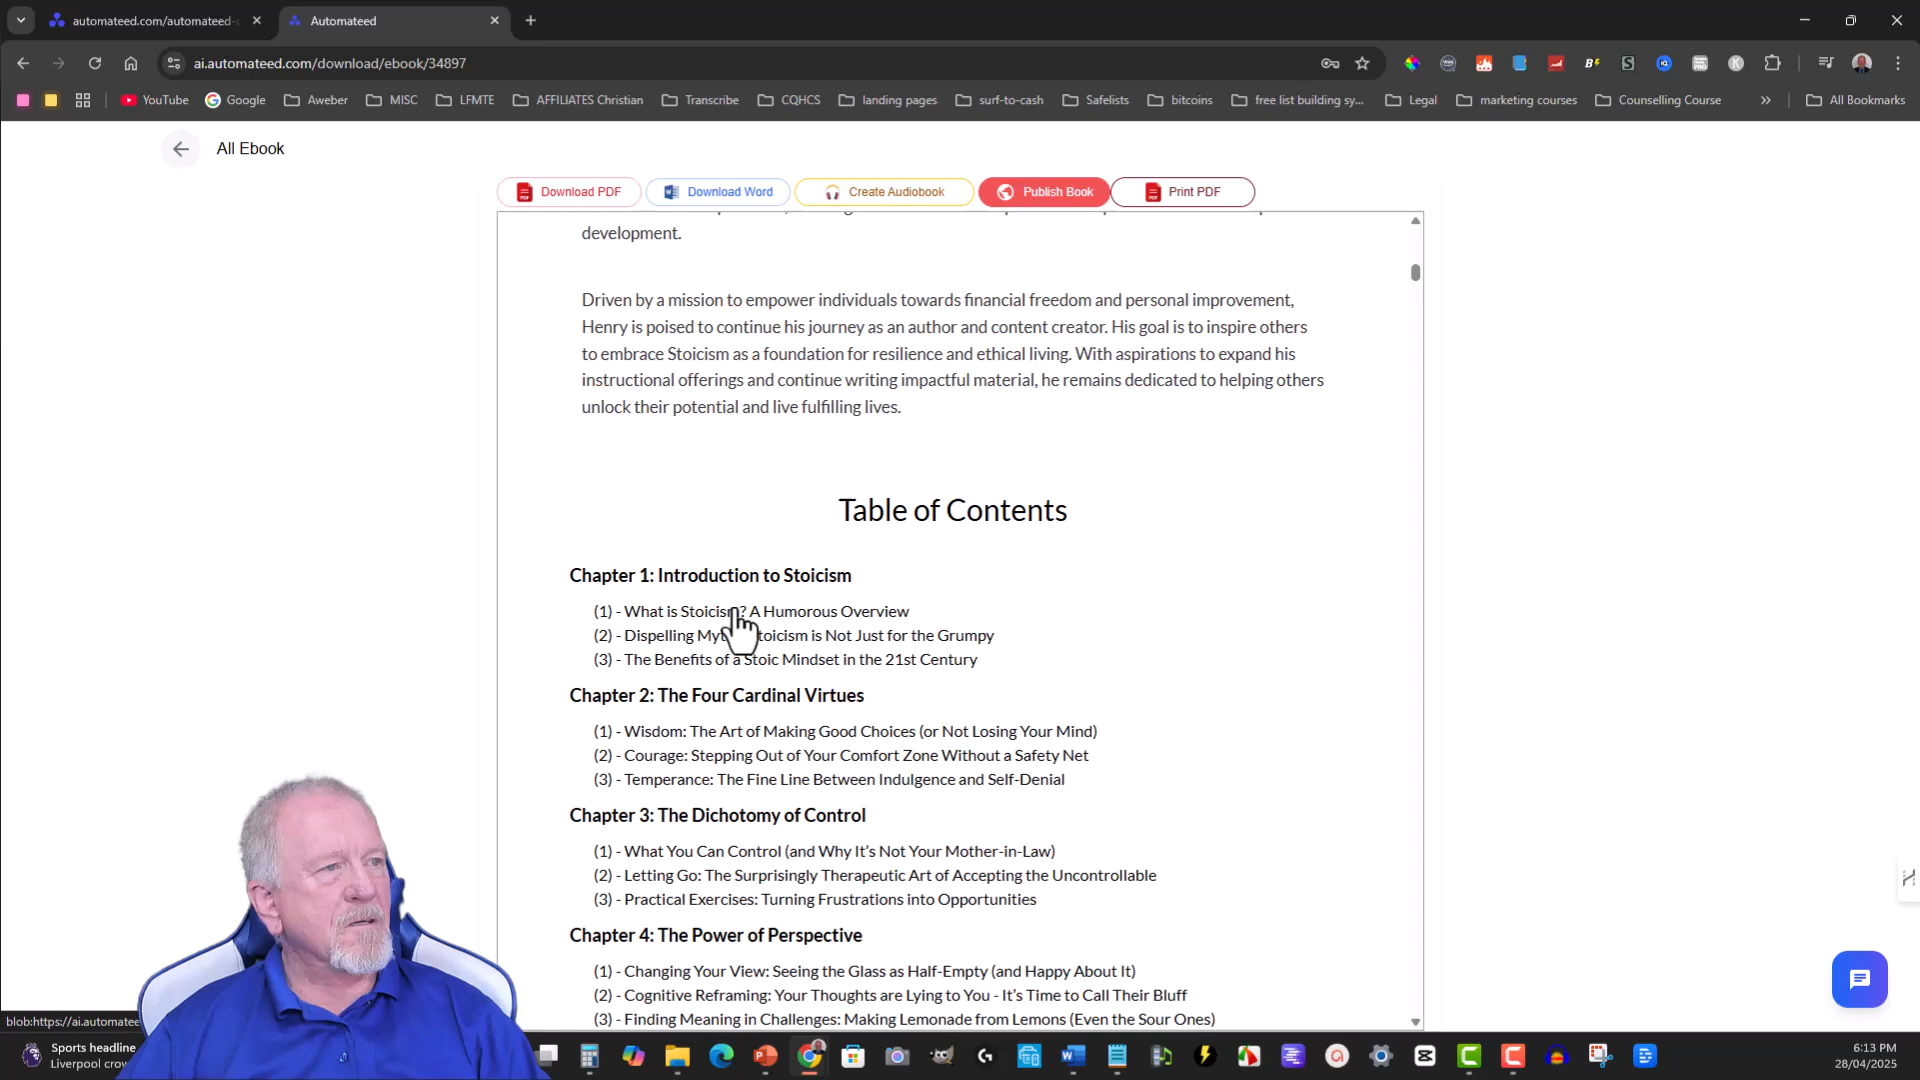 automateed.com/automateed-
Automateed
ai.automateed.com/download/ebook/34897
YouTube
Google
Aweber
MISC
LFMTE
AFFILIATES Christian
Transcribe
CQHCS
landing pages
surf-to-cash
Safelists
bitcoins
free list building sy...
Legal
marketing courses
Counselling Course
All Bookmarks
All Ebook
Download PDF
Download Word
Create Audiobook
Publish Book
Print PDF
development.
Driven by a mission to empower individuals towards financial freedom and personal improvement,
Henry is poised to continue his journey as an author and content creator. His goal is to inspire others
to embrace Stoicism as a foundation for resilience and ethical living. With aspirations to expand his
instructional offerings and continue writing impactful material, he remains dedicated to helping others
unlock their potential and live fulfilling lives.
Table of Contents
Chapter 1: Introduction to Stoicism
(1) - What is Stoicism? A Humorous Overview
(2) - Dispelling Stoicism is Not Just for the Grumpy
(3) - The Benefits of a Stoic Mindset in the 21st Century
Chapter 2: The Four Cardinal Virtues
(1) - Wisdom: The Art of Making Good Choices (or Not Losing Your Mind)
(2) - Courage: Stepping Out of Your Comfort Zone Without a Safety Net
(3) - Temperance: The Fine Line Between Indulgence and Self-Denial
Chapter 3: The Dichotomy of Control
(1) - What You Can Control (and Why It's Not Your Mother-in-Law)
(2) - Letting Go: The Surprisingly Therapeutic Art of Accepting the Uncontrollable
(3) - Practical Exercises: Turning Frustrations into Opportunities
Chapter 4: The Power of Perspective
(1) - Changing Your View: Seeing the Glass as Half-Empty (and Happy About It)
(2) - Cognitive Reframing: Your Thoughts are Lying to You - It's Time to Call Their Bluff
(3) - Finding Meaning in Challenges: Making Lemonade from Lemons (Even the Sour Ones)
blob:https://ai.automatee
Sports headline
Liverpool crow
6:13 PM
28/04/2025